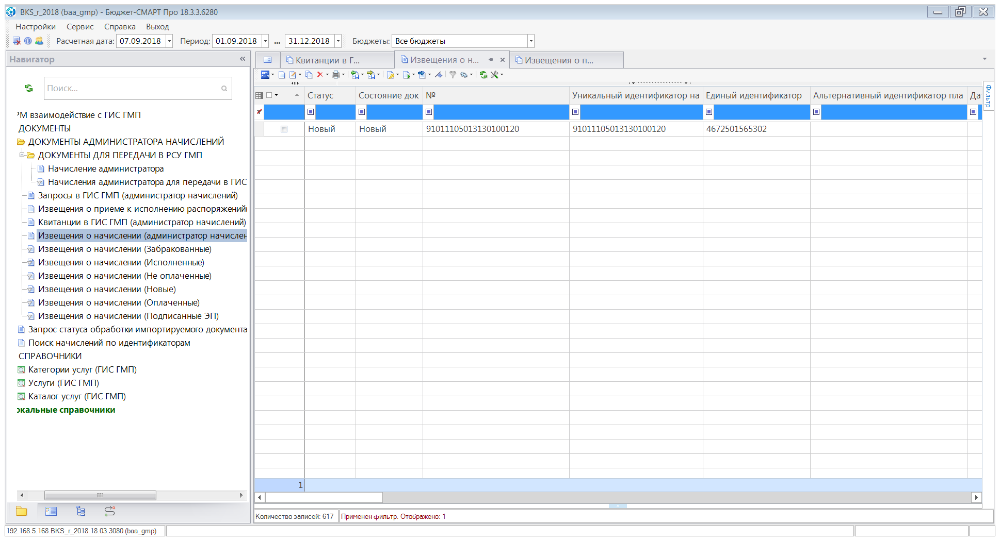 BKS_r_2018 (baa_gmp) - Бюджет-СМАРТ Про 18.3.3.6280
Настройки Сервис Справка Выход
Расчетная дата: 07.09.2018 Период: 01.09.2018 ... 31.12.2018 Бюджеты: Все бюджеты
Навигатор
Квитанции в Г... Извещения о н... Извещения о п...
РСУ ГМП
Поиск...
Фильтр
Статус Состояние док № Уникальный идентификатор на Единый идентификатор Альтернативный идентификатор пла Дат
Новый Новый 91011105013130100120 91011105013130100120 4672501565302
РМ взаимодействие с ГИС ГМП
ДОКУМЕНТЫ
ДОКУМЕНТЫ АДМИНИСТРАТОРА НАЧИСЛЕНИЙ
ДОКУМЕНТЫ ДЛЯ ПЕРЕДАЧИ В РСУ ГМП
Начисление администратора
Начисления администратора для передачи в ГИС
Запросы в ГИС ГМП (администратор начислений)
Извещения о приеме к исполнению распоряжений
Квитанции в ГИС ГМП (администратор начислений)
Извещения о начислении (администратор начислен
Извещения о начислении (Забракованные)
Извещения о начислении (Исполненные)
Извещения о начислении (Не оплаченные)
Извещения о начислении (Новые)
Извещения о начислении (Оплаченные)
Извещения о начислении (Подписанные ЭП)
Запрос статуса обработки импортируемого документа
Поиск начислений по идентификаторам
СПРАВОЧНИКИ
Категории услуг (ГИС ГМП)
Услуги (ГИС ГМП)
Каталог услуг (ГИС ГМП)
окальные справочники
1
Количество записей: 617 Применен фильтр. Отображено: 1
192.168.5.168.BKS_r_2018 18.03.3080 (baa_gmp)